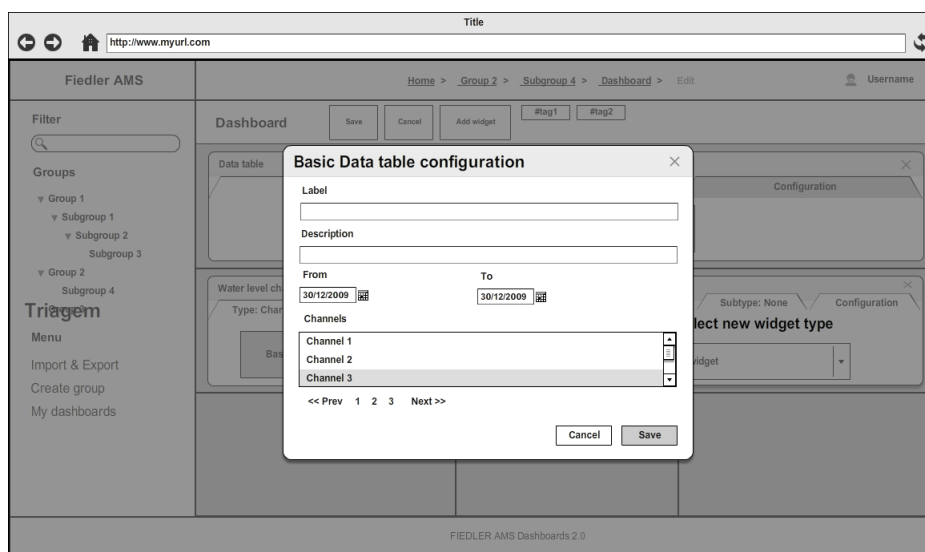 Title
http://www.myurl.com
Fiedler AMS
Home > Group 2 > Subgroup 4 > Dashboard > Edit
Username
Filter
Groups
Group 1
Subgroup 1
Subgroup 2
Subgroup 3
Group 2
Subgroup 4
Triagem
Menu
Import & Export
Create group
My dashboards
Dashboard
Save
Cancel
Add widget
#tag1
#tag2
Data table
Configuration
Water level ch
Type: Char
Bas
Subtype: None
Configuration
lect new widget type
widget
Basic Data table configuration
Label
Description
From
To
30/12/2009
30/12/2009
Channels
Channel 1
Channel 2
Channel 3
<< Prev 1 2 3 Next >>
Cancel
Save
FIEDLER AMS Dashboards 2.0